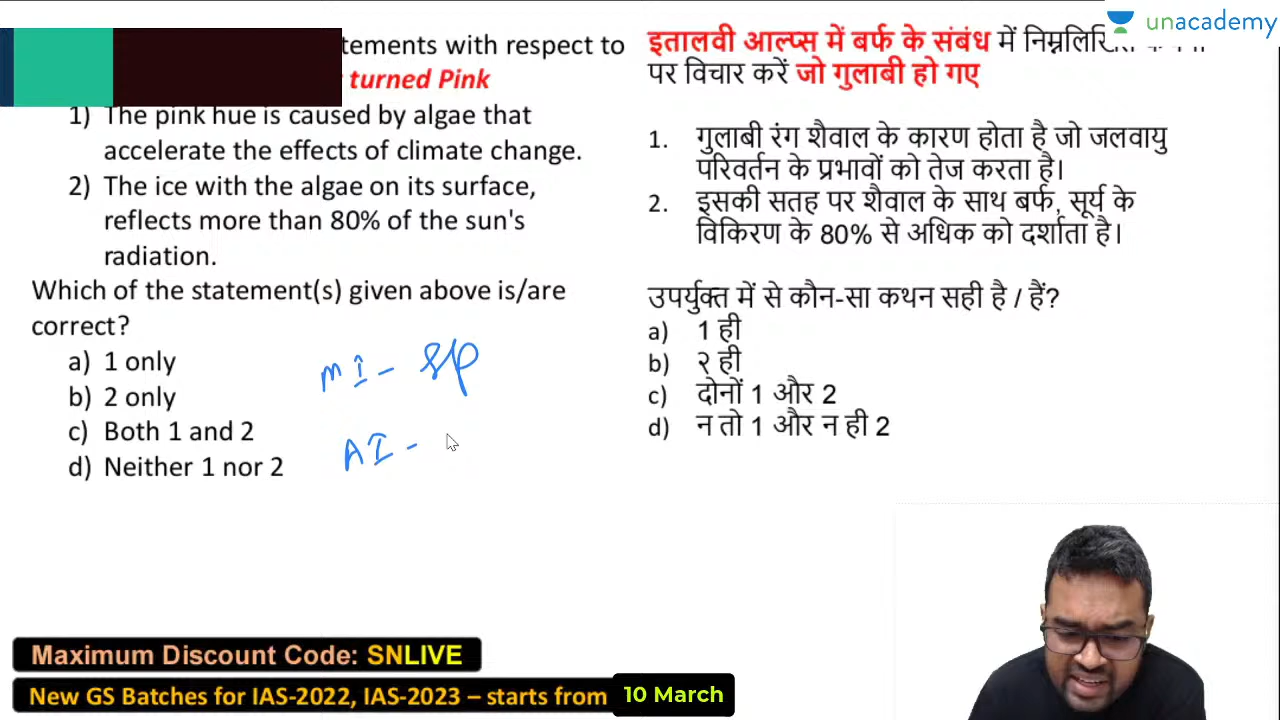 unacademy
tements with respect to
turned Pink
1) The pink hue is caused by algae that
accelerate the effects of climate change.
2) The ice with the algae on its surface,
reflects more than 80% of the sun's
radiation.
Which of the statement(s) given above is/are
correct?
a) 1 only
b) 2 only
c) Both 1 and 2
d) Neither 1 nor 2
MI - SP
AI -
इतालवी आल्प्स में बर्फ के संबंध में
पर विचार करें जो गुलाबी हो गए
1. गुलाबी रंग शैवाल के कारण होता है जो जलवायु
परिवर्तन के प्रभावों को तेज करता है।
2. इसकी सतह पर शैवाल के साथ बर्फ, सूर्य के
विकिरण के 80% से अधिक को दर्शाता है।
उपर्युक्त में से कौन-सा कथन सही है / हैं?
a) 1 ही
b) २ ही
c) दोनों 1 और 2
d) न तो 1 और न ही 2
Maximum Discount Code: SNLIVE
New GS Batches for IAS-2022, IAS-2023 – starts from 10 March